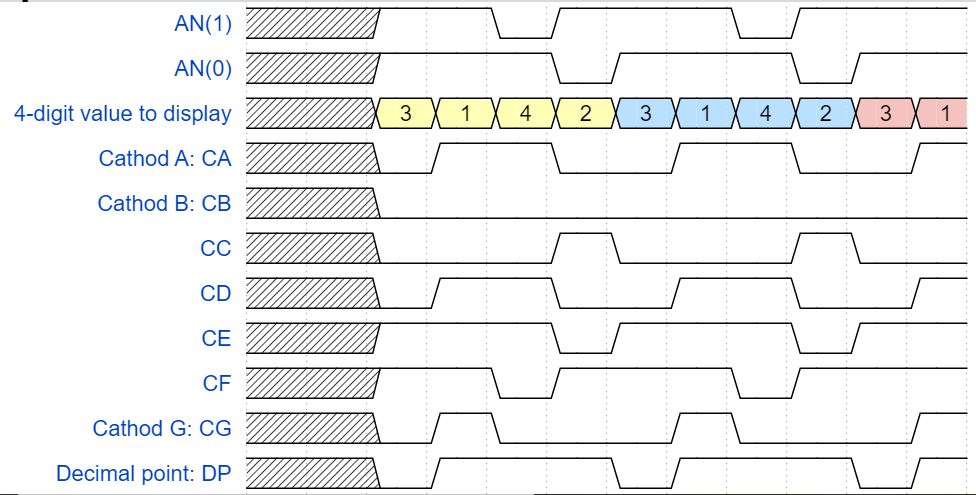 AN(1)
AN(0)
4-digit value to display 3 1 4 2 3 1 4 2 3 1
Cathod A: CA
Cathod B: CB
CC
CD
CE
CF
Cathod G: CG
Decimal point: DP